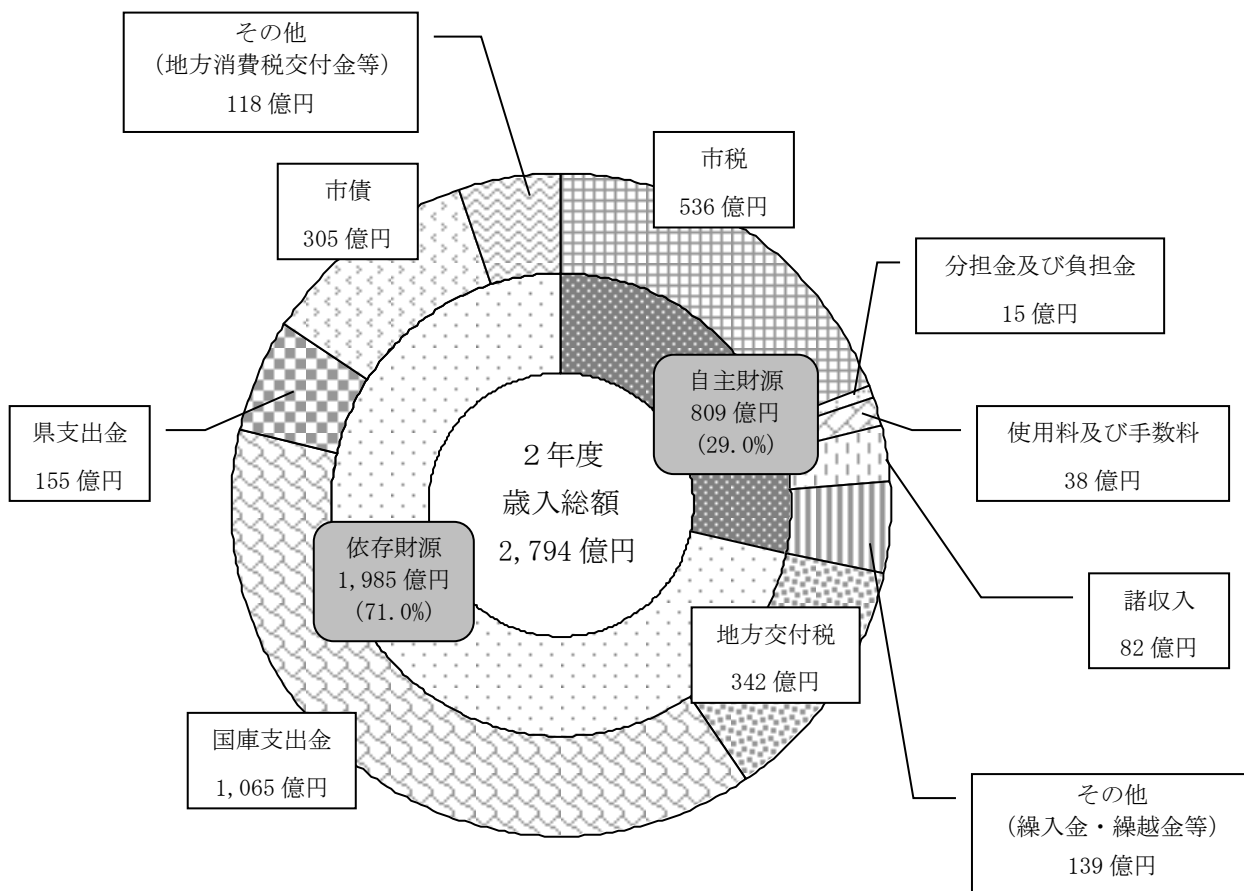 その他
(地方消費税交付金等)
118 億円
市税
536 億円
市債
305 億円
分担金及び負担金
15 億円
自主財源
809 億円
(29.0%)
県支出金
155 億円
使用料及び手数料
38 億円
２年度
歳入総額
2,794 億円
依存財源
1,985 億円
(71.0%)
諸収入
82 億円
地方交付税
342 億円
国庫支出金
1,065 億円
その他
(繰入金・繰越金等)
139 億円